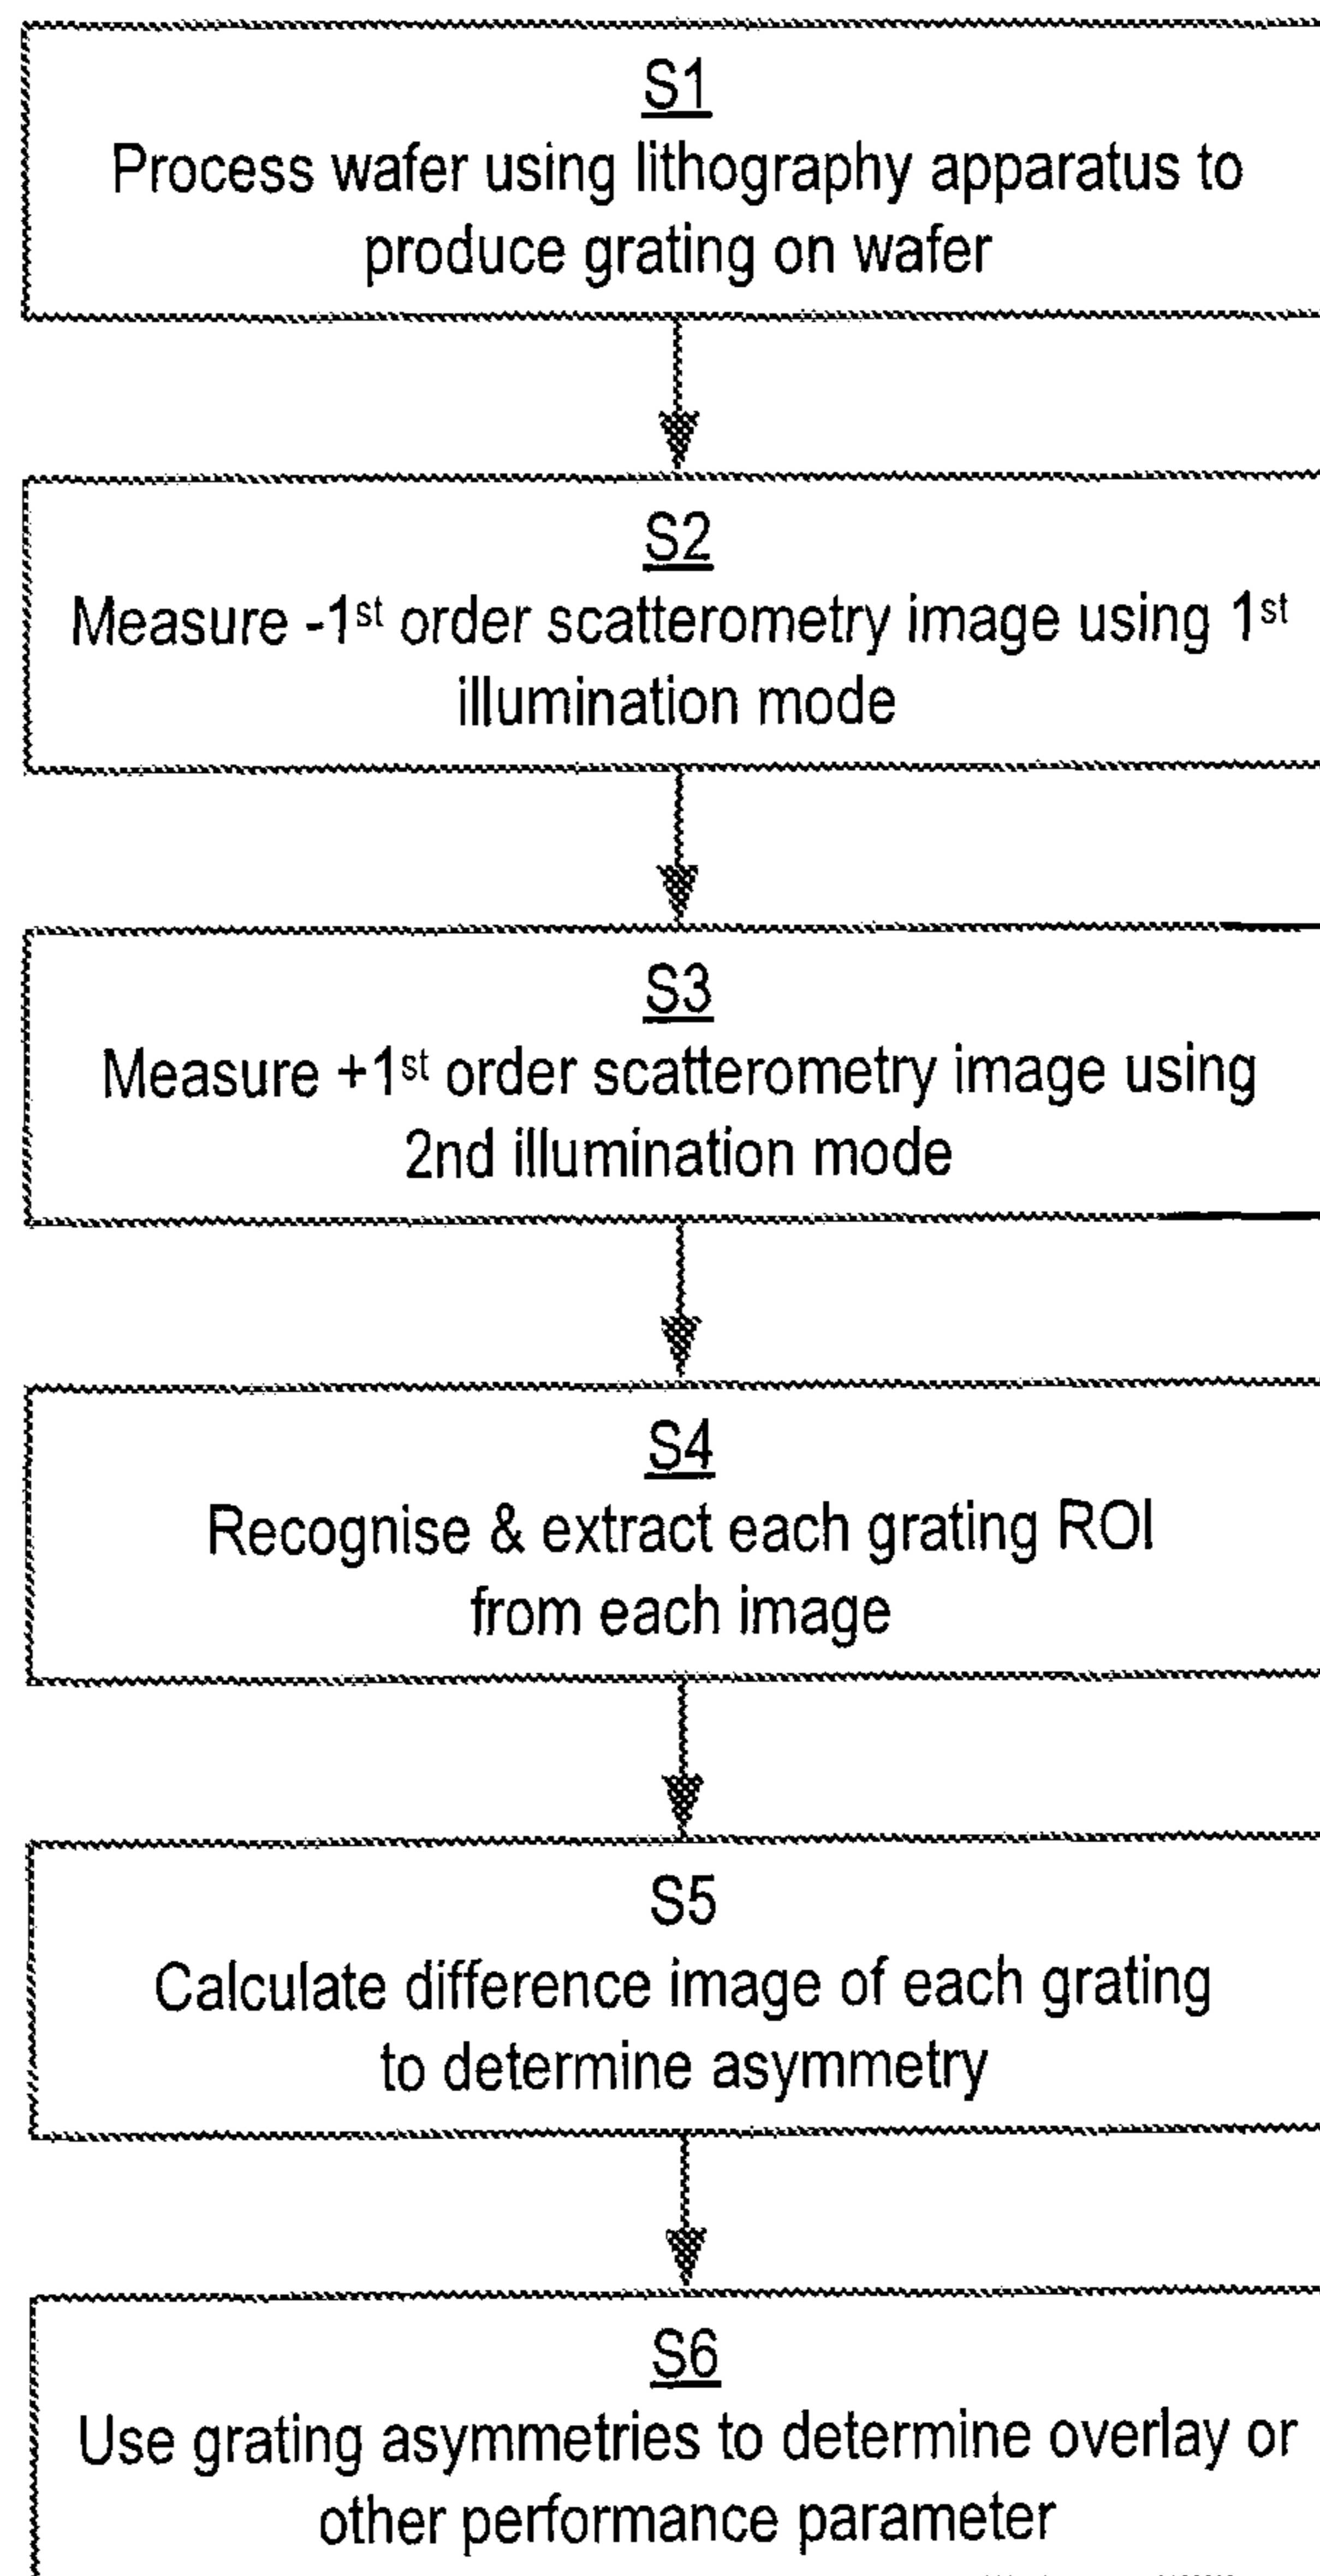 S1
Process wafer using lithography apparatus to
produce grating on wafer
S2
Measure -1st order scatterometry image using 1st
illumination mode
S3
Measure +1st order scatterometry image using
2nd illumination mode
S4
Recognise & extract each grating ROI
from each image
S5
Calculate difference image of each grating
to determine asymmetry
S6
Use grating asymmetries to determine overlay or
other performance parameter